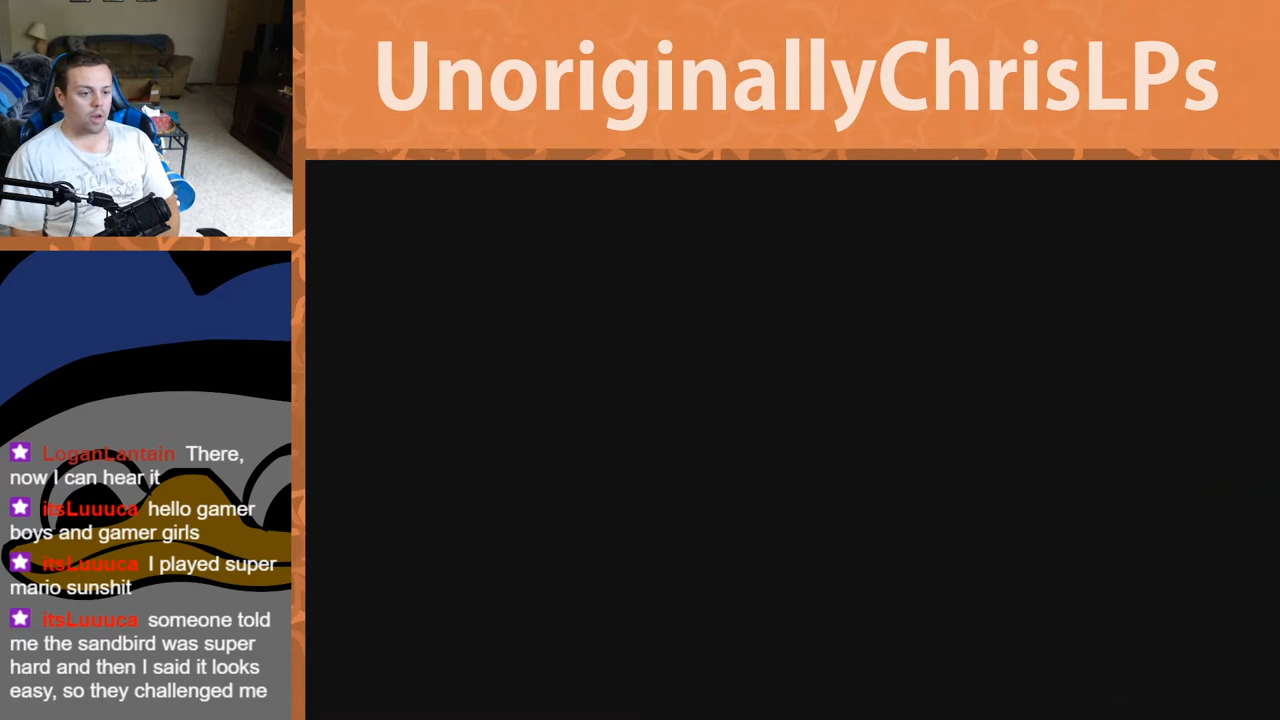 UnoriginallyChrisLPs
LoganLantain There,
now I can hear it
itsLuuuca hello gamer
boys and gamer girls
itsLuuuca I played super
mario sunshit
itsLuuuca someone told
me the sandbird was super
hard and then I said it looks
easy, so they challenged me